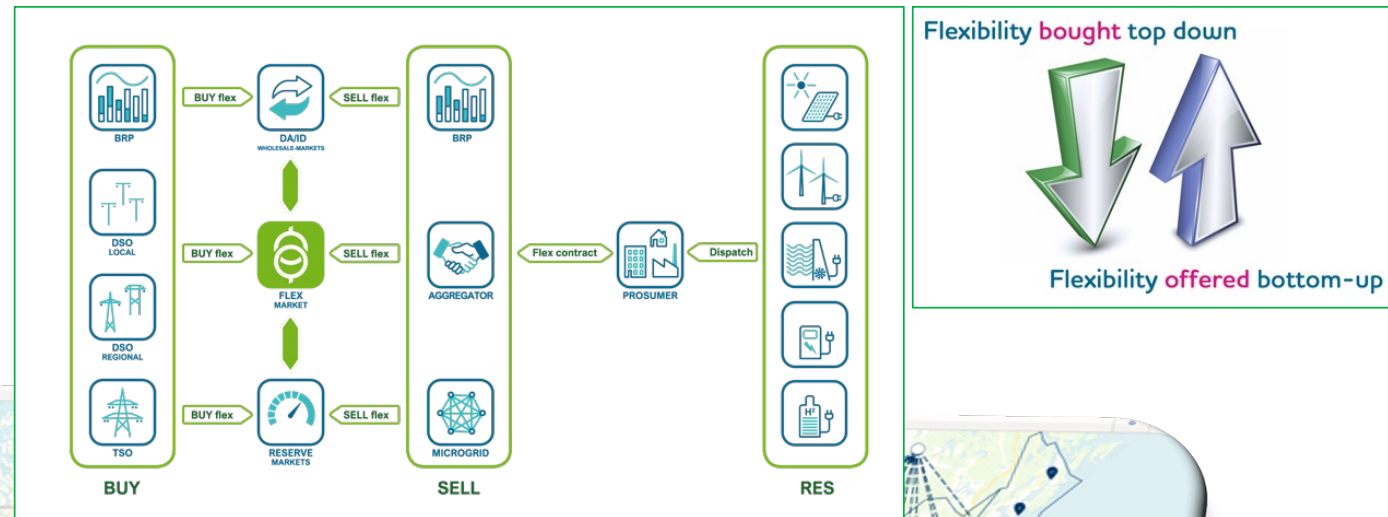 Flexibility bought top down
BRP
BUY flex
DA/ID
WHOLESALE-MARKETS
SELL flex
BRP
DSO
LOCAL
BUY flex
FLEX
MARKET
SELL flex
AGGREGATOR
Flex contract
PROSUMER
Dispatch
DSO
REGIONAL
TSO
BUY flex
RESERVE
MARKETS
SELL flex
MICROGRID
H²
BUY
SELL
RES
Flexibility offered bottom-up